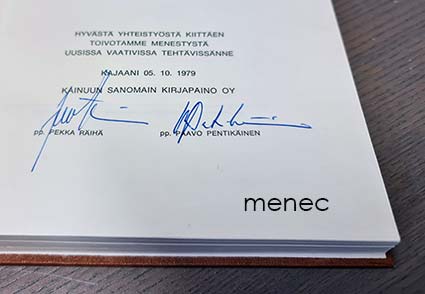 HYVÄSTÄ YHTEISTYÖSTÄ KIITTÄEN
TOIVOTAMME MENESTYSTÄ
UUSISSA VAATIVISSA TEHTÄVISSÄNNE
KAJAANI 05. 10. 1979
KAINUUN SANOMAIN KIRJAPAINO OY
pp. PEKKA RÄIHÄ pp. PAAVO PENTIKÄINEN
menec